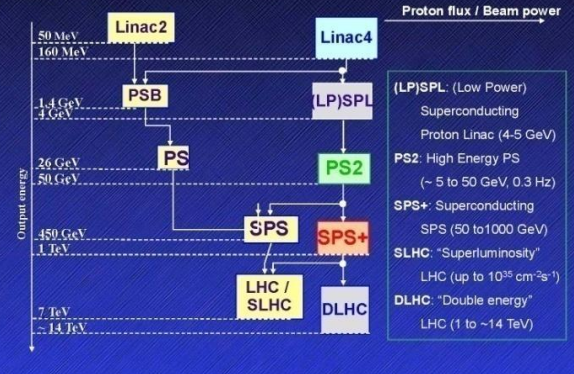 Proton flux / Beam power
Linac2
Linac4
50 MeV
160 MeV
PSB
(LP)SPL
1.4 GeV
4 GeV
PS
PS2
26 GeV
50 GeV
Output energy
SPS
SPS+
450 GeV
1 TeV
LHC /
SLHC
DLHC
7 TeV
~ 14 TeV
(LP)SPL: (Low Power)
Superconducting
Proton Linac (4-5 GeV)
PS2: High Energy PS
(~ 5 to 50 GeV, 0.3 Hz)
SPS+: Superconducting
SPS (50 to1000 GeV)
SLHC: “Superluminosity”
LHC (up to 10³⁵ cm⁻²s⁻¹)
DLHC: “Double energy”
LHC (1 to ~14 TeV)